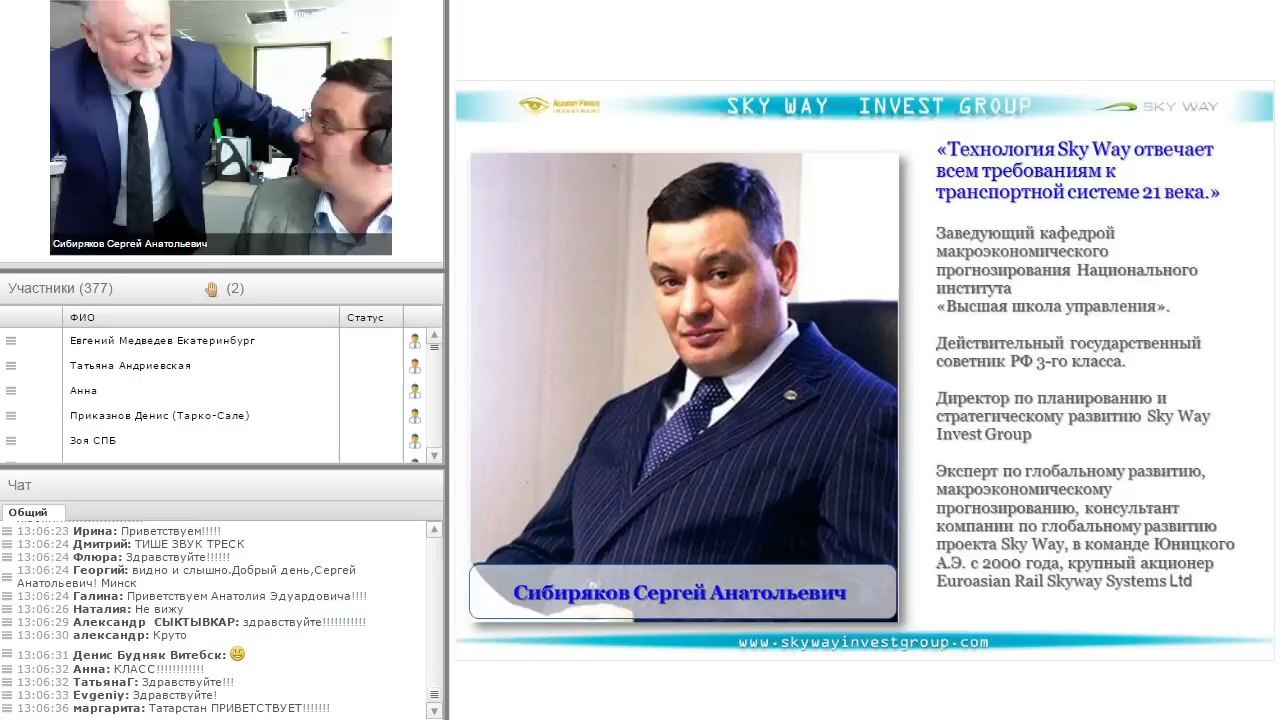 Сибиряков Сергей Анатольевич
Участники (377)
(2)
ФИО
Статус
Евгений Медведев Екатеринбург
Татьяна Андриевская
Анна
Приказнов Денис (Тарко-Сале)
Зоя СПБ
Чат
Общий
13:06:23 Ирина: Приветствуем!!!!!
13:06:24 Дмитрий: ТИШЕ ЗВУК ТРЕСК
13:06:24 Флюра: Здравствуйте!!!!!!
13:06:24 Георгий: видно и слышно.Добрый день,Сергей
Анатольевич! Минск
13:06:24 Галина: Приветствуем Анатолия Эдуардовича!!!!
13:06:26 Наталия: Не вижу
13:06:29 Александр СЫКТЫВКАР: здравствуйте!!!!!!!!!!!
13:06:30 александр: Круто
13:06:31 Денис Будняк Витебск:
13:06:32 Анна: КЛАСС!!!!!!!!!!!!
13:06:32 ТатьянаГ: Здравствуйте!!!
13:06:33 Evgeniy: Здравствуйте!
13:06:36 маргарита: Татарстан ПРИВЕТСТВУЕТ!!!!!!!
ACADEMY PRIVATE
INVESTMENT
SKY WAY INVEST GROUP
SKY WAY
«Технология Sky Way отвечает
всем требованиям к
транспортной системе 21 века.»
Заведующий кафедрой
макроэкономического
прогнозирования Национального
института
«Высшая школа управления».
Действительный государственный
советник РФ 3-го класса.
Директор по планированию и
стратегическому развитию Sky Way
Invest Group
Эксперт по глобальному развитию,
макроэкономическому
прогнозированию, консультант
компании по глобальному развитию
проекта Sky Way, в команде Юницкого
А.Э. с 2000 года, крупный акционер
Euroasian Rail Skyway Systems Ltd
Сибиряков Сергей Анатольевич
www.skywayinvestgroup.com